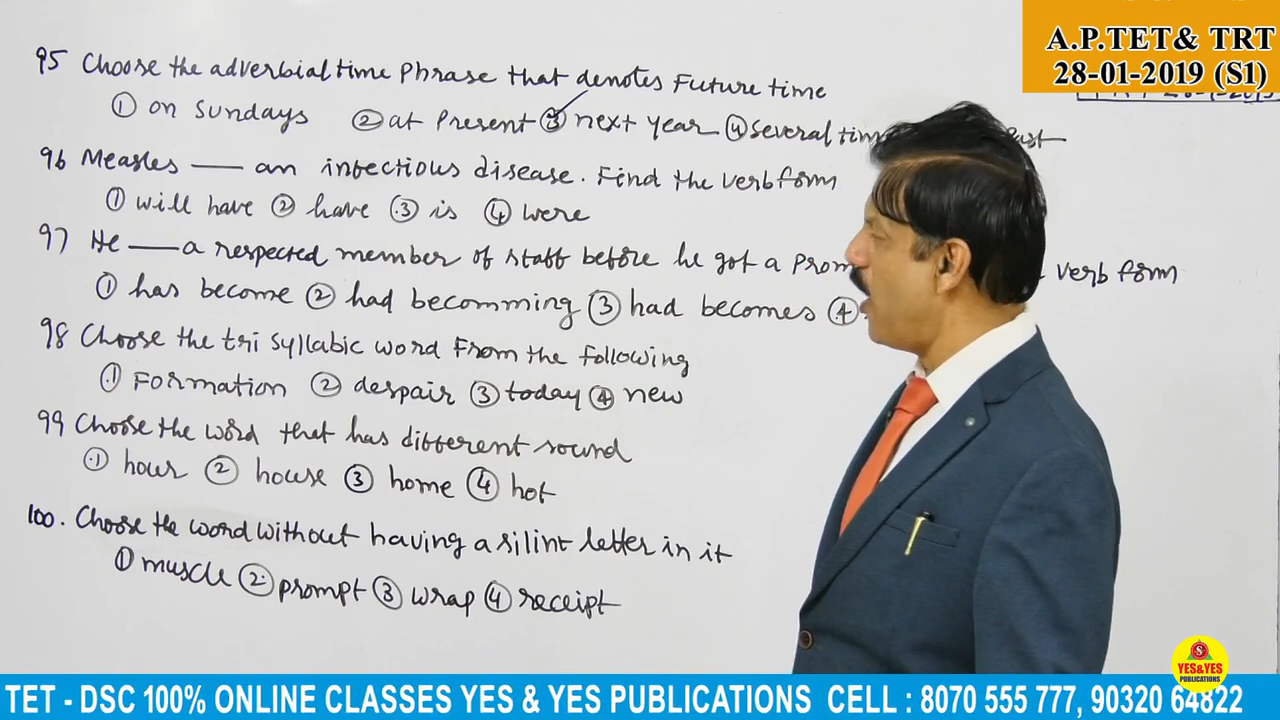 A.P.TET& TRT
28-01-2019 (S1)
95 Choose the adverbial time Phrase that denotes Future time
① on Sundays ② at Present ③ next year ④ several
96 Measles — an infectious disease. Find the verb form
① will have ② have ③ is ④ were
97 He — a respected member of staff before he got a verb form
① has become ② had becomming ③ had becomes ④
98 Choose the tri syllabic word From the following
① Formation ② despair ③ today ④ new
99 Choose the word that has different sound
① hour ② house ③ home ④ hot
100. Choose the word without having a silint letter in it
① muscle ② prompt ③ wrap ④ receipt
S
YES&YES
PUBLICATIONS
TET - DSC 100% ONLINE CLASSES YES & YES PUBLICATIONS CELL : 8070 555 777, 90320 64822